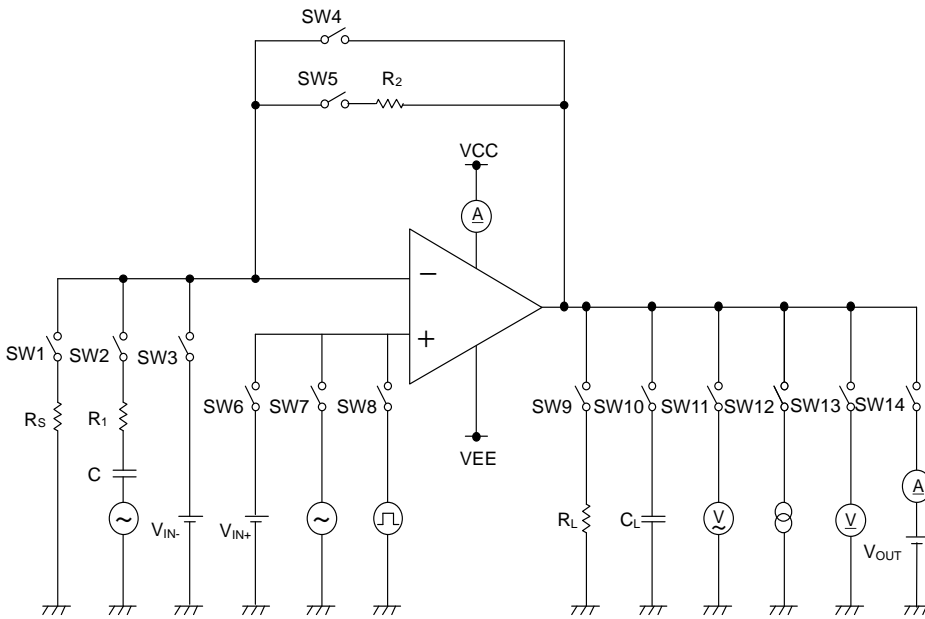 SW4
SW5 R2
VCC
A
−
+
SW1 SW2 SW3
SW6 SW7 SW8
SW9 SW10 SW11 SW12 SW13 SW14
VEE
RS R1
C
VIN- VIN+
RL CL V V A
VOUT